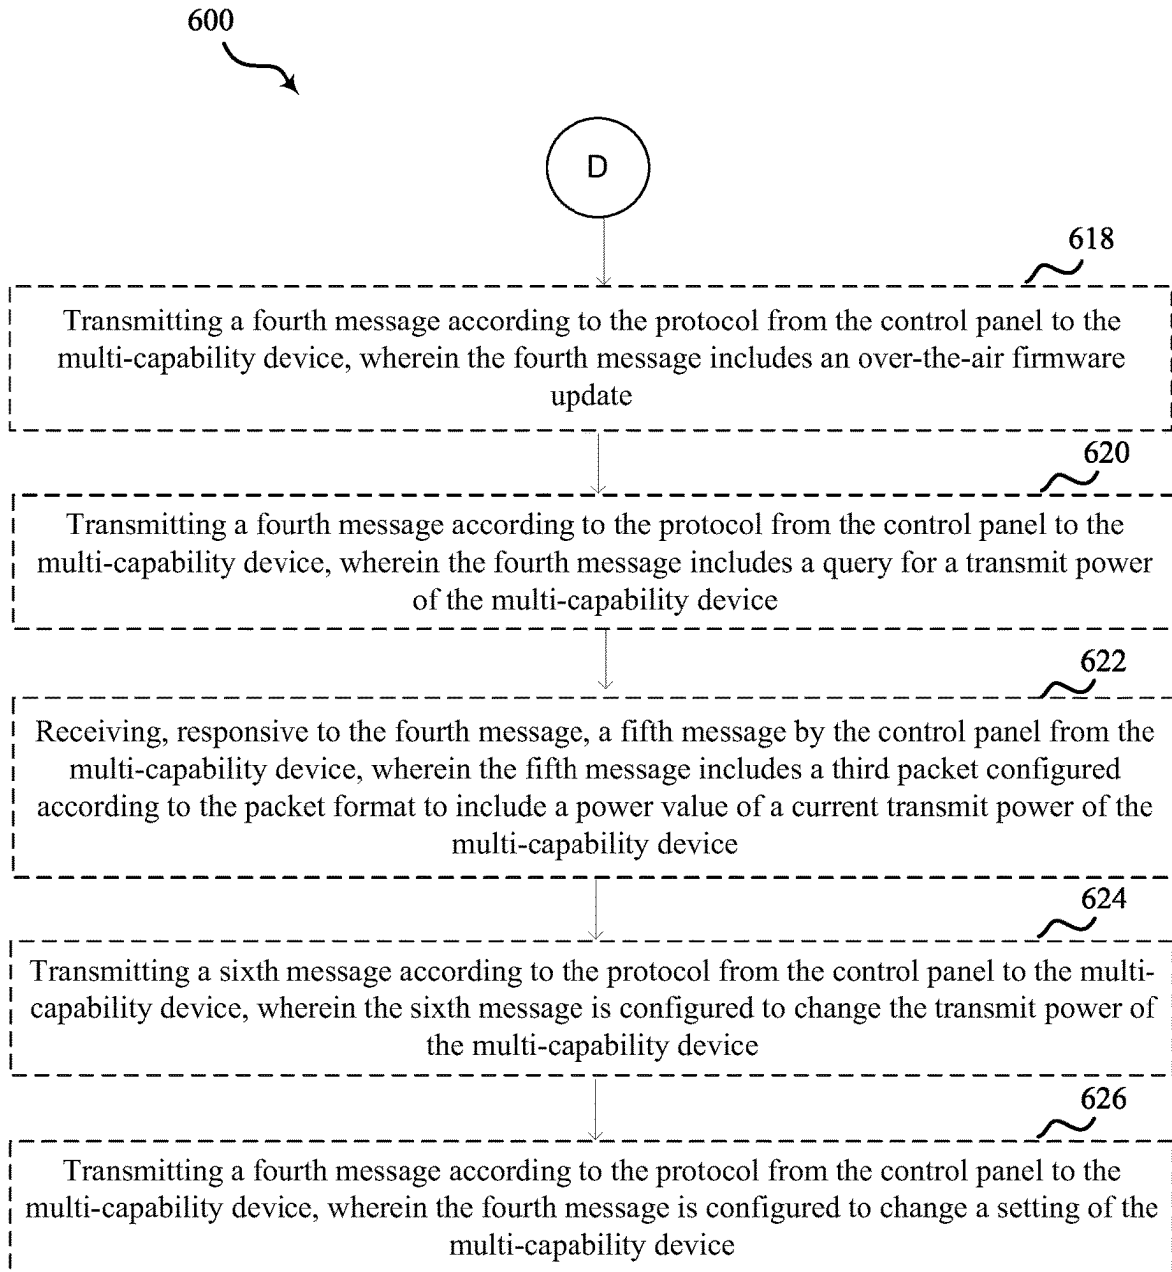 600
D
618
Transmitting a fourth message according to the protocol from the control panel to the
multi-capability device, wherein the fourth message includes an over-the-air firmware
update
620
Transmitting a fourth message according to the protocol from the control panel to the
multi-capability device, wherein the fourth message includes a query for a transmit power
of the multi-capability device
622
Receiving, responsive to the fourth message, a fifth message by the control panel from the
multi-capability device, wherein the fifth message includes a third packet configured
according to the packet format to include a power value of a current transmit power of the
multi-capability device
624
Transmitting a sixth message according to the protocol from the control panel to the multi-
capability device, wherein the sixth message is configured to change the transmit power of
the multi-capability device
626
Transmitting a fourth message according to the protocol from the control panel to the
multi-capability device, wherein the fourth message is configured to change a setting of the
multi-capability device